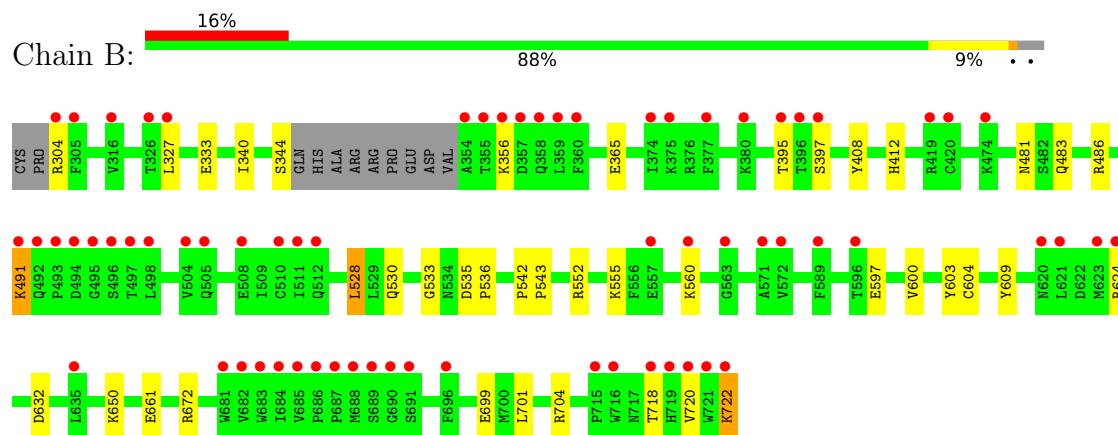 16%
Chain B:
88% 9% • •
CYS PRO R304 F305 V316 T326 L327 E333 I340 S344 GLN HIS ALA ARG ARG PRO GLU ASP VAL A354 T355 K356 D357 Q358 L359 F360 E365 I374 K375 R376 F377 K380 T395 T396 S397 Y408 H412 R419 C420 K474 N481 S482 Q483 R486
K491 Q492 P493 D494 G495 S496 T497 L498 V504 Q505 E508 I509 C510 I511 Q512 L528 L529 Q530 G533 N534 D535 P536 P542 P543 R552 K555 F556 E557 K560 G563 A571 V572 F589 T596 E597 V600 Y603 C604 Y609 N620 L621 D622 M623
D632 L635 K650 E661 R672 W681 V682 W683 I684 V685 P686 P687 M688 S689 G690 S691 F696 E699 M700 L701 R704 P715 W716 N717 T718 H719 V720 W721 K722